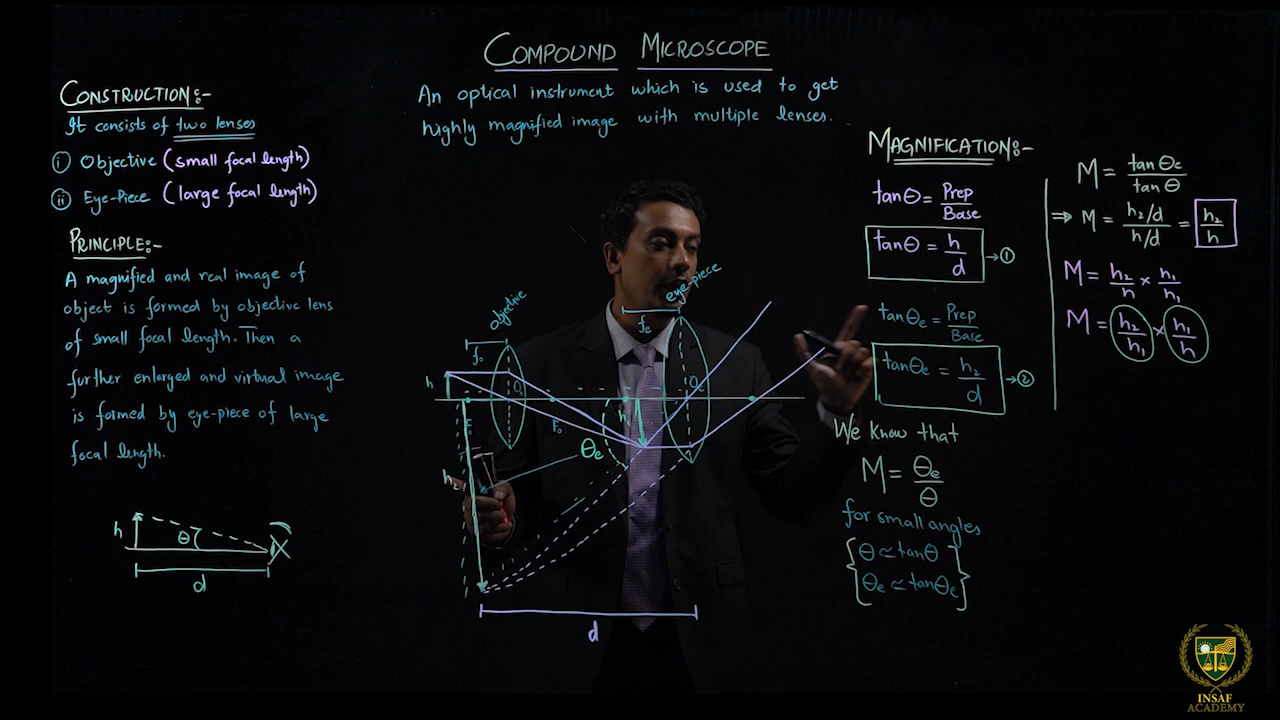 COMPOUND MICROSCOPE
An optical instrument which is used to get
highly magnified image with multiple lenses.
CONSTRUCTION:-
It consists of two lenses
(i) Objective (small focal length)
(ii) Eye-Piece (large focal length)
PRINCIPLE:-
A magnified and real image of
object is formed by objective lens
of small focal length. Then a
further enlarged and virtual image
is formed by eye-piece of large
focal length.
h
θ
d
objective
eye-piece
fo
fe
h
Fo
h
θe
h2
d
MAGNIFICATION:-
tanθ = Prep/Base
tanθ = h/d → (1)
tanθe = Prep/Base
tanθe = h2/d → (2)
We know that
M = θe/θ
for small angles
{θ ≃ tanθ
θe ≃ tanθe}
M = tanθe/tanθ
⇒ M = (h2/d)/(h/d) = h2/h
M = h2/h × h1/h1
M = h2/h1 × h1/h
INSAF
ACADEMY